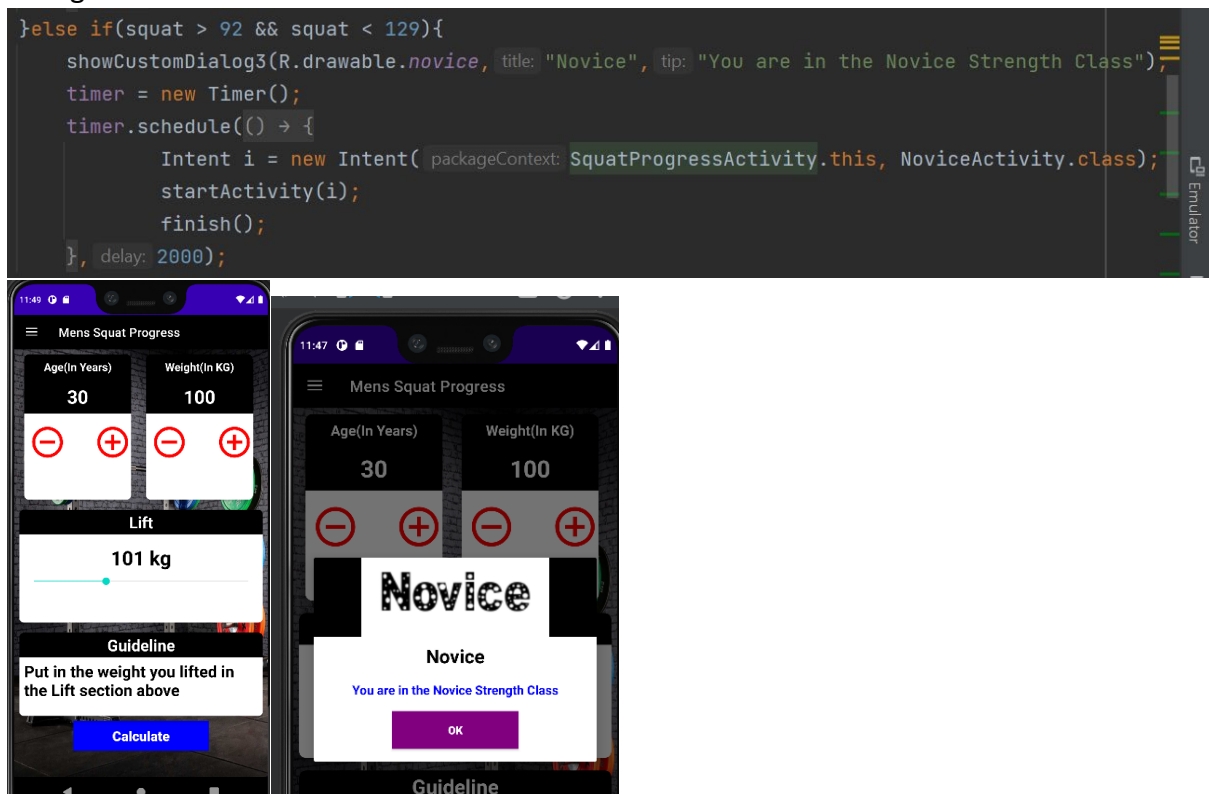 }else if(squat > 92 && squat < 129){
showCustomDialog3(R.drawable.novice, title: "Novice", tip: "You are in the Novice Strength Class");
timer = new Timer();
timer.schedule(() → {
Intent i = new Intent( packageContext: SquatProgressActivity.this, NoviceActivity.class);
startActivity(i);
finish();
}, delay: 2000);
Emulator
11:49
Mens Squat Progress
Age(In Years) Weight(In KG)
30 100
Lift
101 kg
Guideline
Put in the weight you lifted in
the Lift section above
Calculate
11:47
Mens Squat Progress
Age(In Years) Weight(In KG)
30 100
Novice
Novice
You are in the Novice Strength Class
OK
Guideline